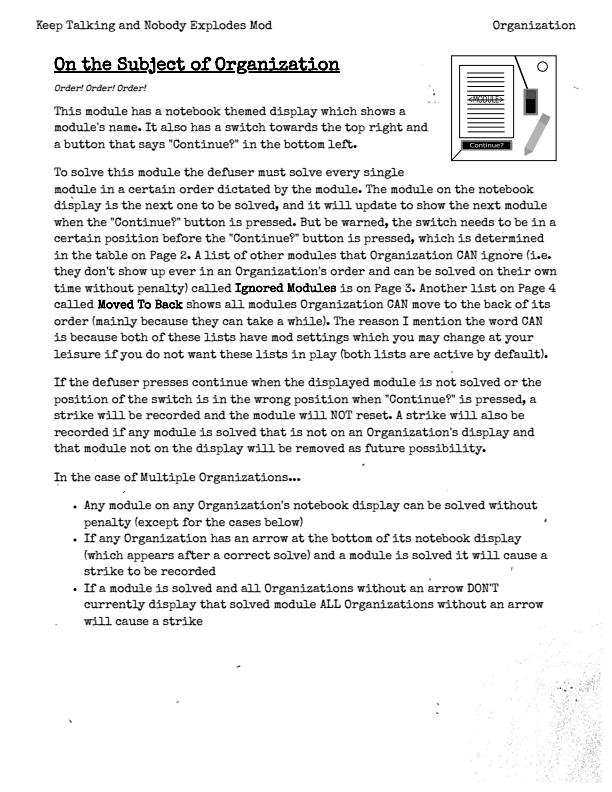 Keep Talking and Nobody Explodes Mod
Organization
On the Subject of Organization
Order! Order! Order!
<MODULE>
Continue?
This module has a notebook themed display which shows a
module's name. It also has a switch towards the top right and
a button that says "Continue?" in the bottom left.
To solve this module the defuser must solve every single
module in a certain order dictated by the module. The module on the notebook
display is the next one to be solved, and it will update to show the next module
when the "Continue?" button is pressed. But be warned, the switch needs to be in a
certain position before the "Continue?" button is pressed, which is determined
in the table on Page 2. A list of other modules that Organization CAN ignore (i.e.
they don't show up ever in an Organization's order and can be solved on their own
time without penalty) called Ignored Modules is on Page 3. Another list on Page 4
called Moved To Back shows all modules Organization CAN move to the back of its
order (mainly because they can take a while). The reason I mention the word CAN
is because both of these lists have mod settings which you may change at your
leisure if you do not want these lists in play (both lists are active by default).
If the defuser presses continue when the displayed module is not solved or the
position of the switch is in the wrong position when "Continue?" is pressed, a
strike will be recorded and the module will NOT reset. A strike will also be
recorded if any module is solved that is not on an Organization's display and
that module not on the display will be removed as future possibility.
In the case of Multiple Organizations...
• Any module on any Organization's notebook display can be solved without
penalty (except for the cases below)
• If any Organization has an arrow at the bottom of its notebook display
(which appears after a correct solve) and a module is solved it will cause a
strike to be recorded
• If a module is solved and all Organizations without an arrow DON'T
currently display that solved module ALL Organizations without an arrow
will cause a strike